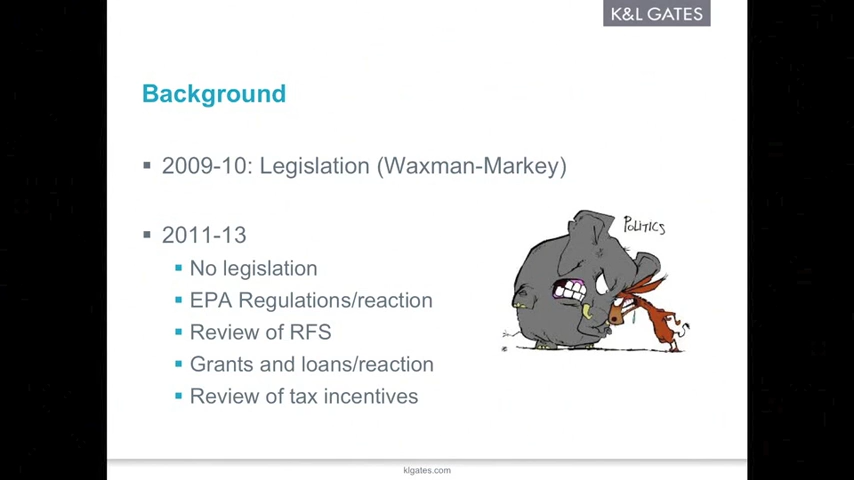 K&L GATES
Background
▪ 2009-10: Legislation (Waxman-Markey)
▪ 2011-13
▪ No legislation
▪ EPA Regulations/reaction
▪ Review of RFS
▪ Grants and loans/reaction
▪ Review of tax incentives
POLITICS
klgates.com